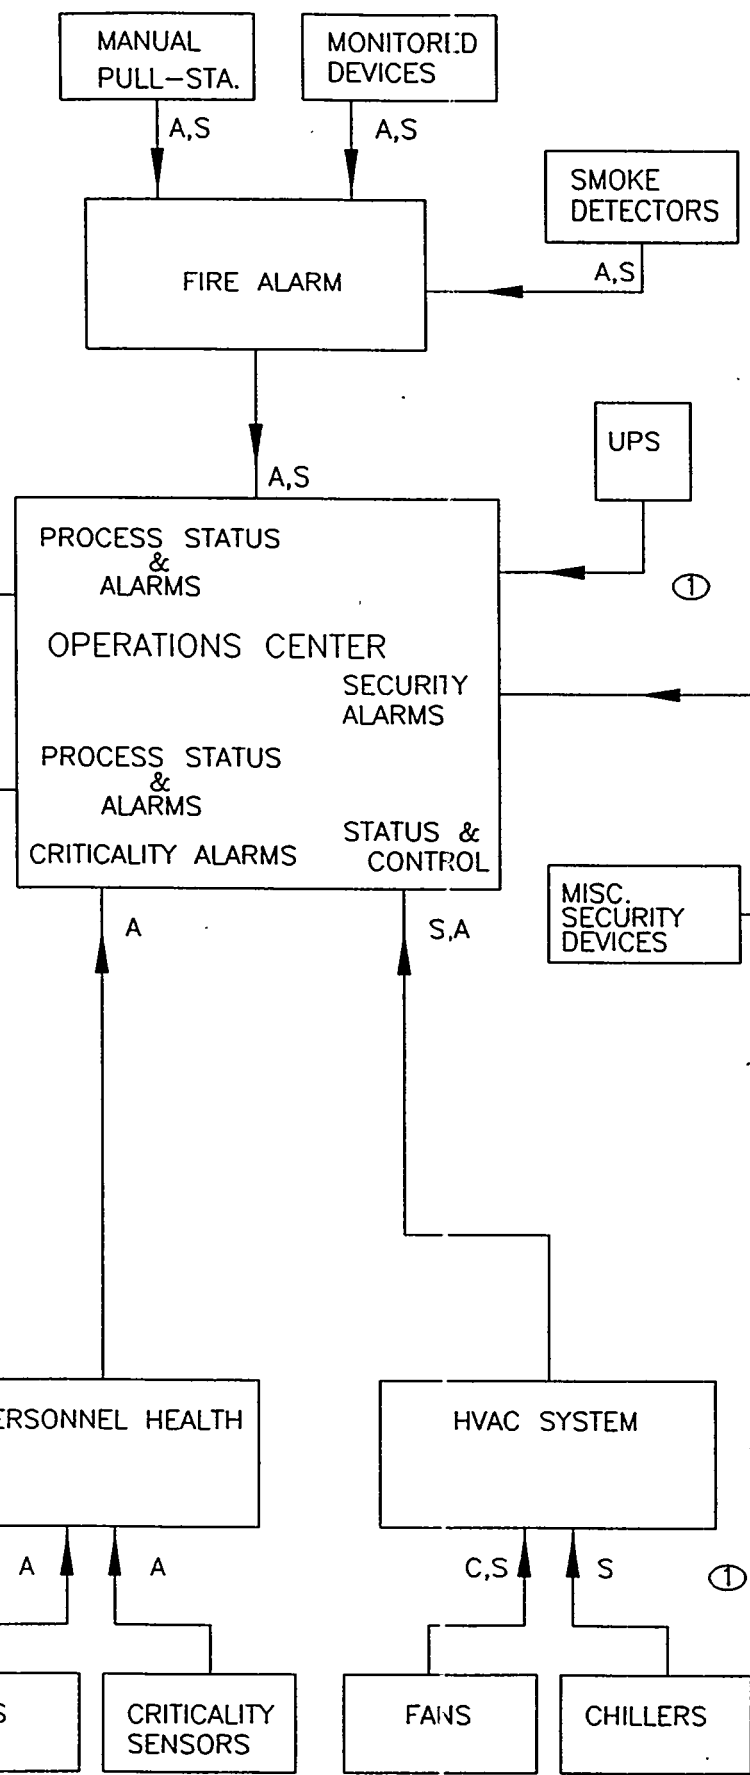 MANUAL
PULL-STA.
MONITORED
DEVICES
A,S
A,S
SMOKE
DETECTORS
FIRE ALARM
A,S
UPS
A,S
PROCESS STATUS
&
ALARMS
1
OPERATIONS CENTER
SECURITY
ALARMS
PROCESS STATUS
&
ALARMS
STATUS &
CONTROL
CRITICALITY ALARMS
MISC.
SECURITY
DEVICES
A
S,A
ERSONNEL HEALTH
HVAC SYSTEM
A
A
C,S
S
1
S
CRITICALITY
SENSORS
FANS
CHILLERS